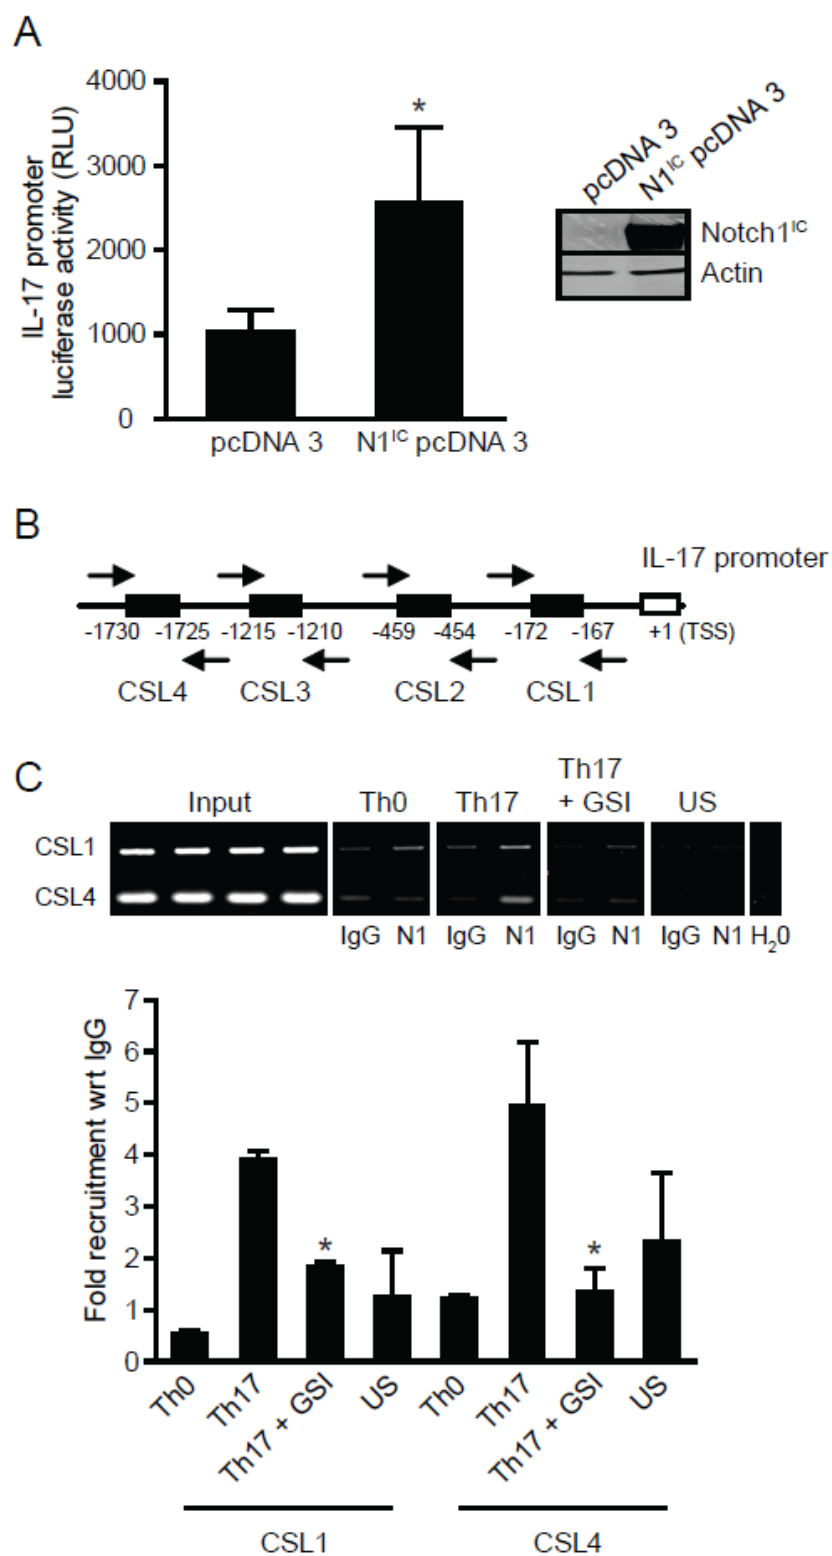 A
IL-17 promoter
luciferase activity (RLU)
4000
3000
2000
1000
0
*
pcDNA 3
N1IC pcDNA 3
pcDNA 3
N1IC pcDNA 3
Notch1IC
Actin
B
IL-17 promoter
-1730 -1725 -1215 -1210 -459 -454 -172 -167 +1 (TSS)
CSL4 CSL3 CSL2 CSL1
C
Input Th0 Th17 Th17 + GSI US
CSL1
CSL4
IgG N1 IgG N1 IgG N1 IgG N1 H20
Fold recruitment wrt IgG
7
6
5
4
3
2
1
0
* *
Th0 Th17 Th17 + GSI US Th0 Th17 Th17 + GSI US
CSL1 CSL4